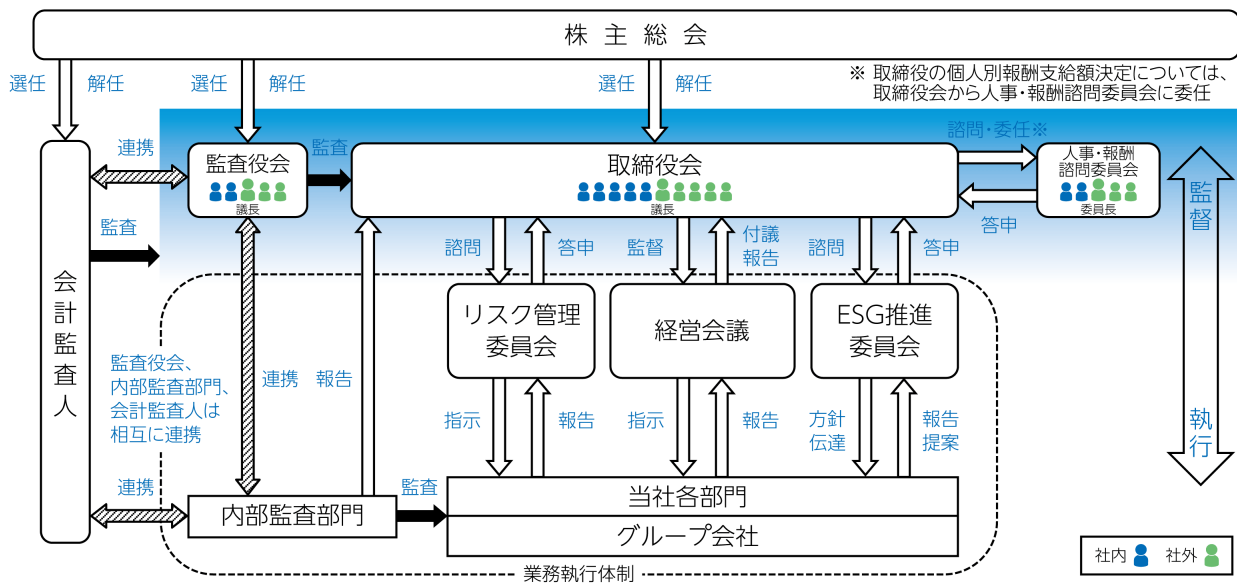 株主総会
選任
解任
選任
解任
選任
解任
※ 取締役の個人別報酬支給額決定については、
取締役会から人事・報酬諮問委員会に委任
連携
監査役会
議長
監査
取締役会
議長
諮問・委任※
人事・報酬
諮問委員会
委員長
答申
監督
執行
監査
会計監査人
諮問
答申
監督
付議
報告
諮問
答申
リスク管理
委員会
経営会議
ESG推進
委員会
監査役会、
内部監査部門、
会計監査人は
相互に連携
連携
報告
指示
報告
指示
報告
方針
伝達
報告
提案
連携
内部監査部門
監査
当社各部門
グループ会社
業務執行体制
社内
社外